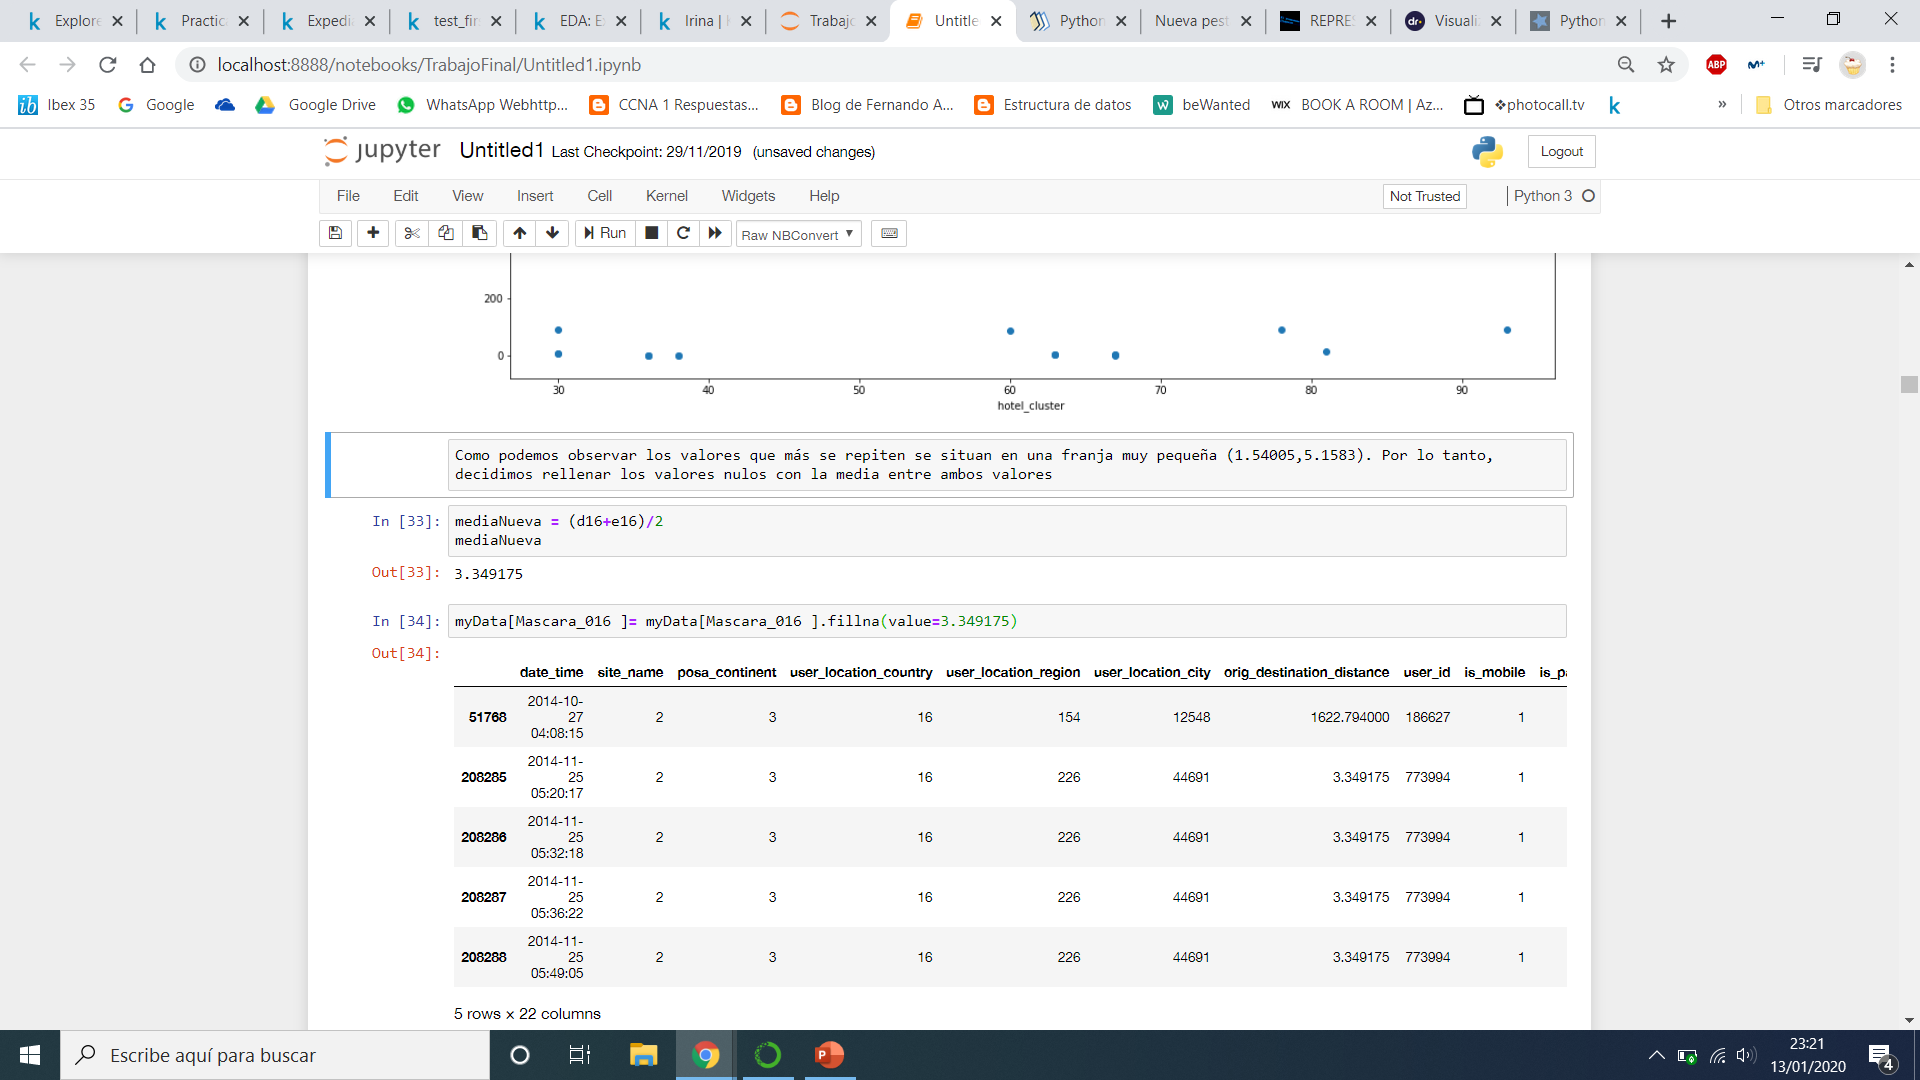 Explore
Practica
Expedi
test_fin
EDA: E
Irina |
Trabajo
Untitle
Python
Nueva pest
REPRE
Visuali
Python
localhost:8888/notebooks/TrabajoFinal/Untitled1.ipynb
ABP
Ibex 35
Google
Google Drive
WhatsApp Webhttp...
CCNA 1 Respuestas...
Blog de Fernando A...
Estructura de datos
beWanted
WIX BOOK A ROOM | Az...
❖photocall.tv
»
Otros marcadores
jupyter Untitled1 Last Checkpoint: 29/11/2019 (unsaved changes)
Logout
File Edit View Insert Cell Kernel Widgets Help
Not Trusted
Python 3
Run
Raw NBConvert
200
0
30 40 50 60 70 80 90
hotel_cluster
Como podemos observar los valores que más se repiten se situan en una franja muy pequeña (1.54005,5.1583). Por lo tanto,
decidimos rellenar los valores nulos con la media entre ambos valores
In [33]: mediaNueva = (d16+e16)/2
mediaNueva
Out[33]: 3.349175
In [34]: myData[Mascara_016 ]= myData[Mascara_016 ].fillna(value=3.349175)
Out[34]:
date_time site_name posa_continent user_location_country user_location_region user_location_city orig_destination_distance user_id is_mobile is_p
51768 2014-10-27 04:08:15 2 3 16 154 12548 1622.794000 186627 1
208285 2014-11-25 05:20:17 2 3 16 226 44691 3.349175 773994 1
208286 2014-11-25 05:32:18 2 3 16 226 44691 3.349175 773994 1
208287 2014-11-25 05:36:22 2 3 16 226 44691 3.349175 773994 1
208288 2014-11-25 05:49:05 2 3 16 226 44691 3.349175 773994 1
5 rows × 22 columns
Escribe aquí para buscar
23:21
13/01/2020
4